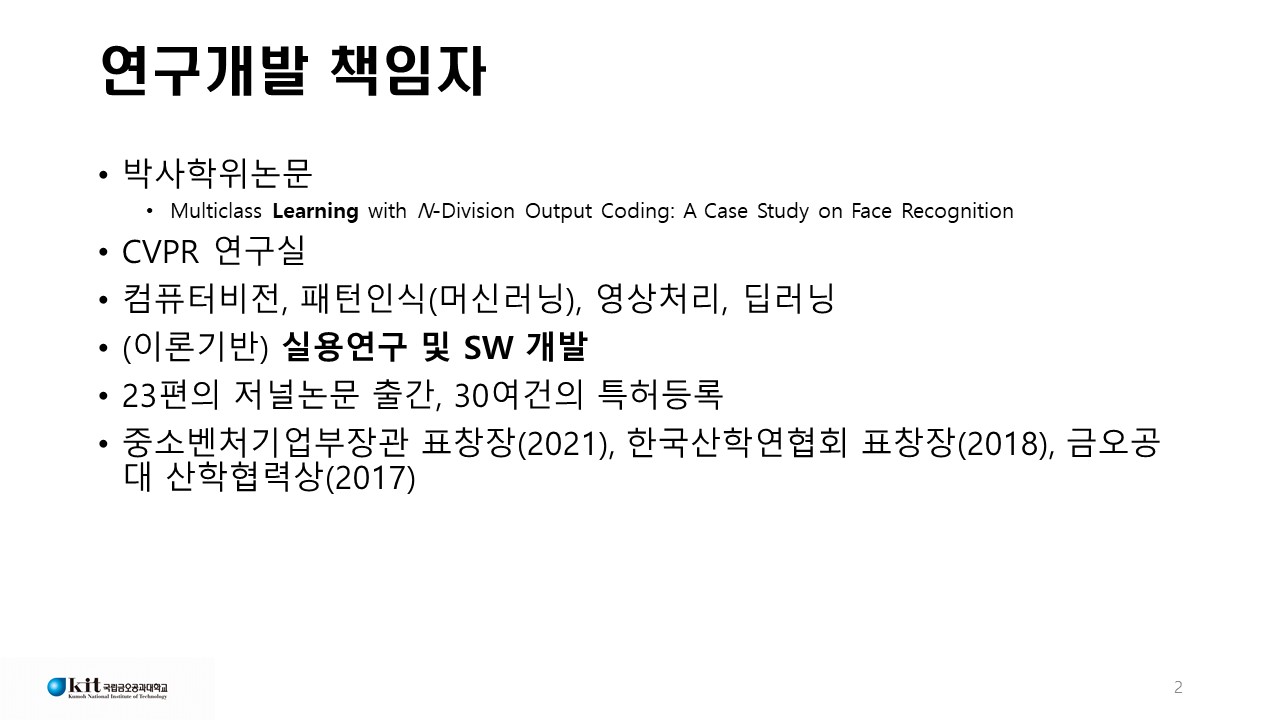 연구개발 책임자
• 박사학위논문
• Multiclass Learning with N-Division Output Coding: A Case Study on Face Recognition
• CVPR 연구실
• 컴퓨터비전, 패턴인식(머신러닝), 영상처리, 딥러닝
• (이론기반) 실용연구 및 SW 개발
• 23편의 저널논문 출간, 30여건의 특허등록
• 중소벤처기업부장관 표창장(2021), 한국산학연협회 표창장(2018), 금오공
대 산학협력상(2017)
kit 국립금오공과대학교
Kumoh National Institute of Technology
2